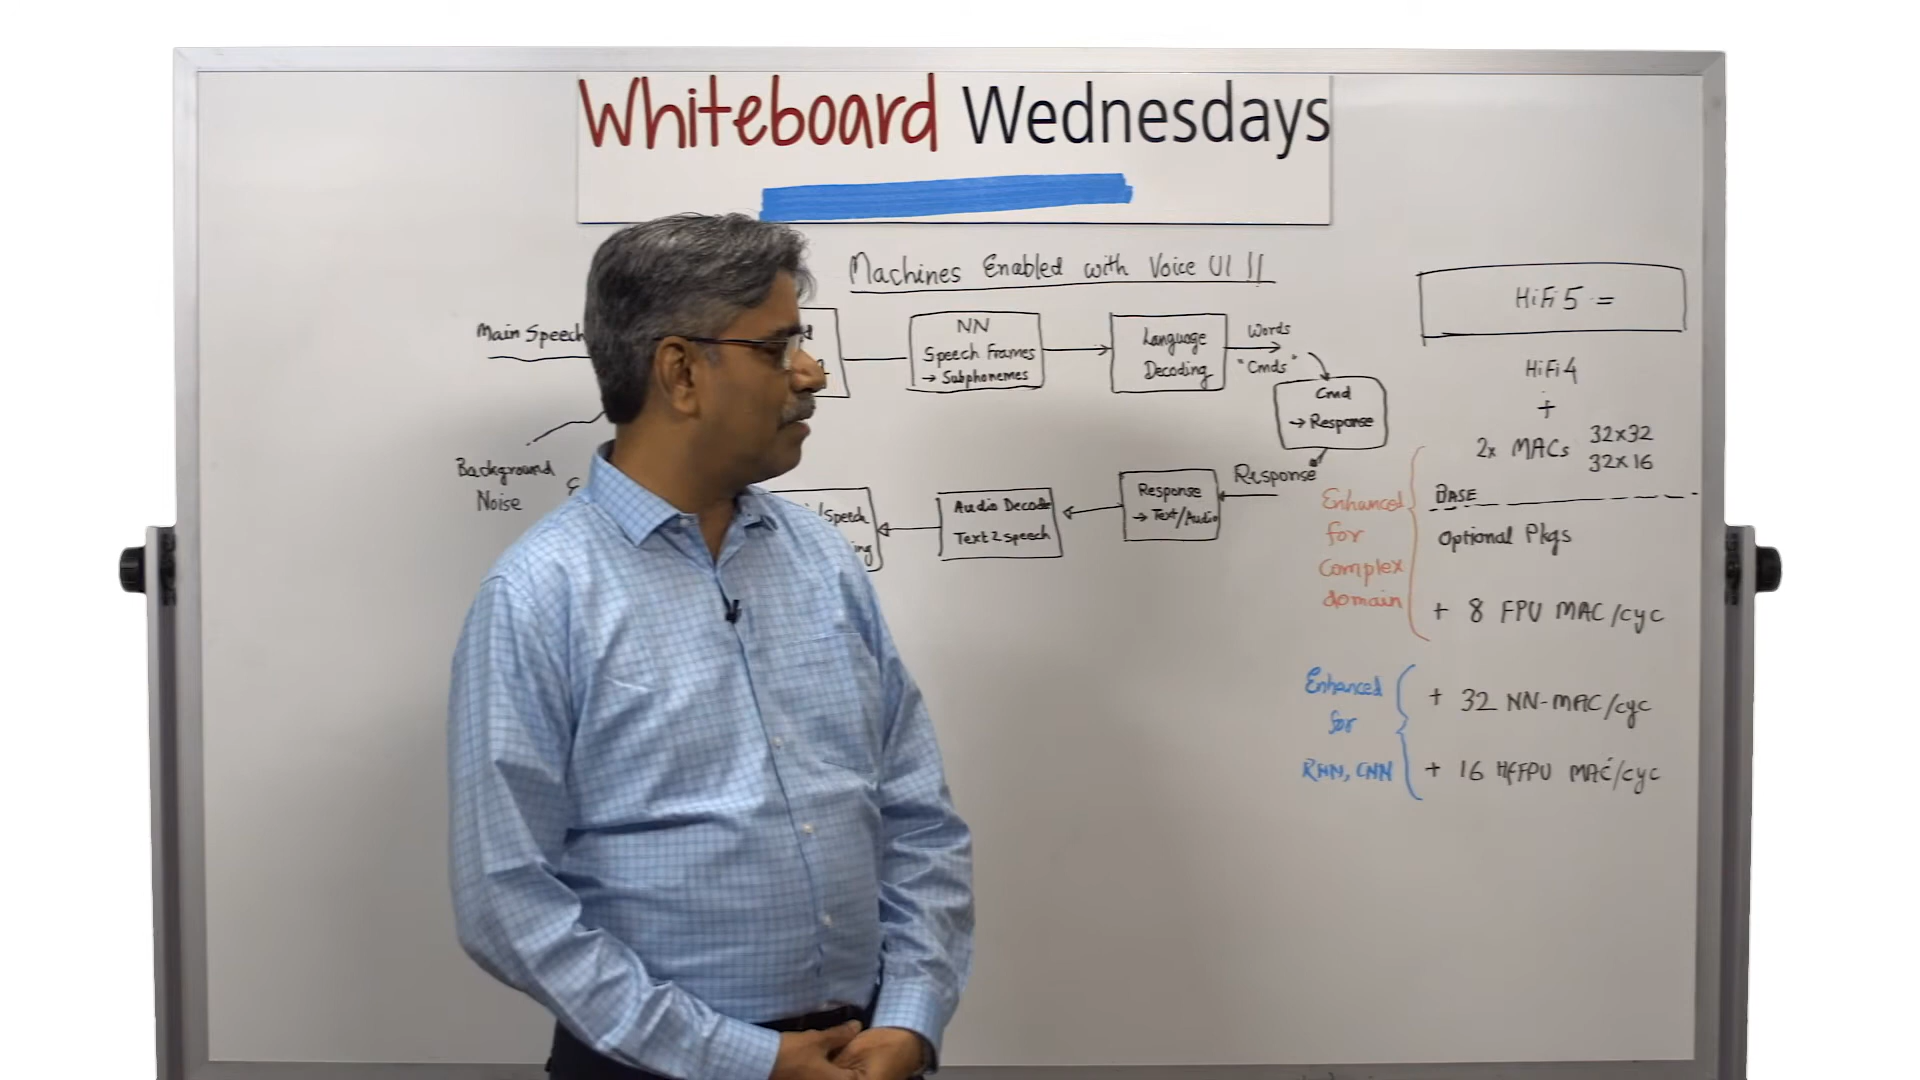 Whiteboard Wednesdays
Machines Enabled with Voice UI !!
Main Speech
Background
Noise
NN
Speech Frames
→ Subphonemes
Language
Decoding
Words
"Cmds"
Cmd
→ Response
Response
Response
→ Text/Audio
Audio Decode
Text 2 speech
/Speech
HiFi 5 =
HiFi 4
+
2x MACs 32x32
32x16
BASE
Optional Pkgs
+ 8 FPU MAC/cyc
Enhanced
for
complex
domain
+ 32 NN-MAC/cyc
+ 16 HFFPU MAC/cyc
Enhanced
for
RNN, CNN